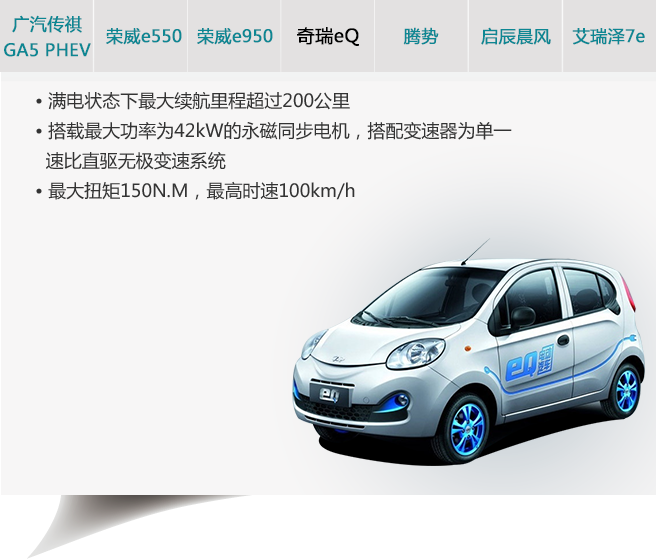 广汽传祺
GA5 PHEV
荣威e550
荣威e950
奇瑞eQ
腾势
启辰晨风
艾瑞泽7e
• 满电状态下最大续航里程超过200公里
• 搭载最大功率为42kW的永磁同步电机，搭配变速器为单一
速比直驱无极变速系统
• 最大扭矩150N.M，最高时速100km/h
eQ
eQ